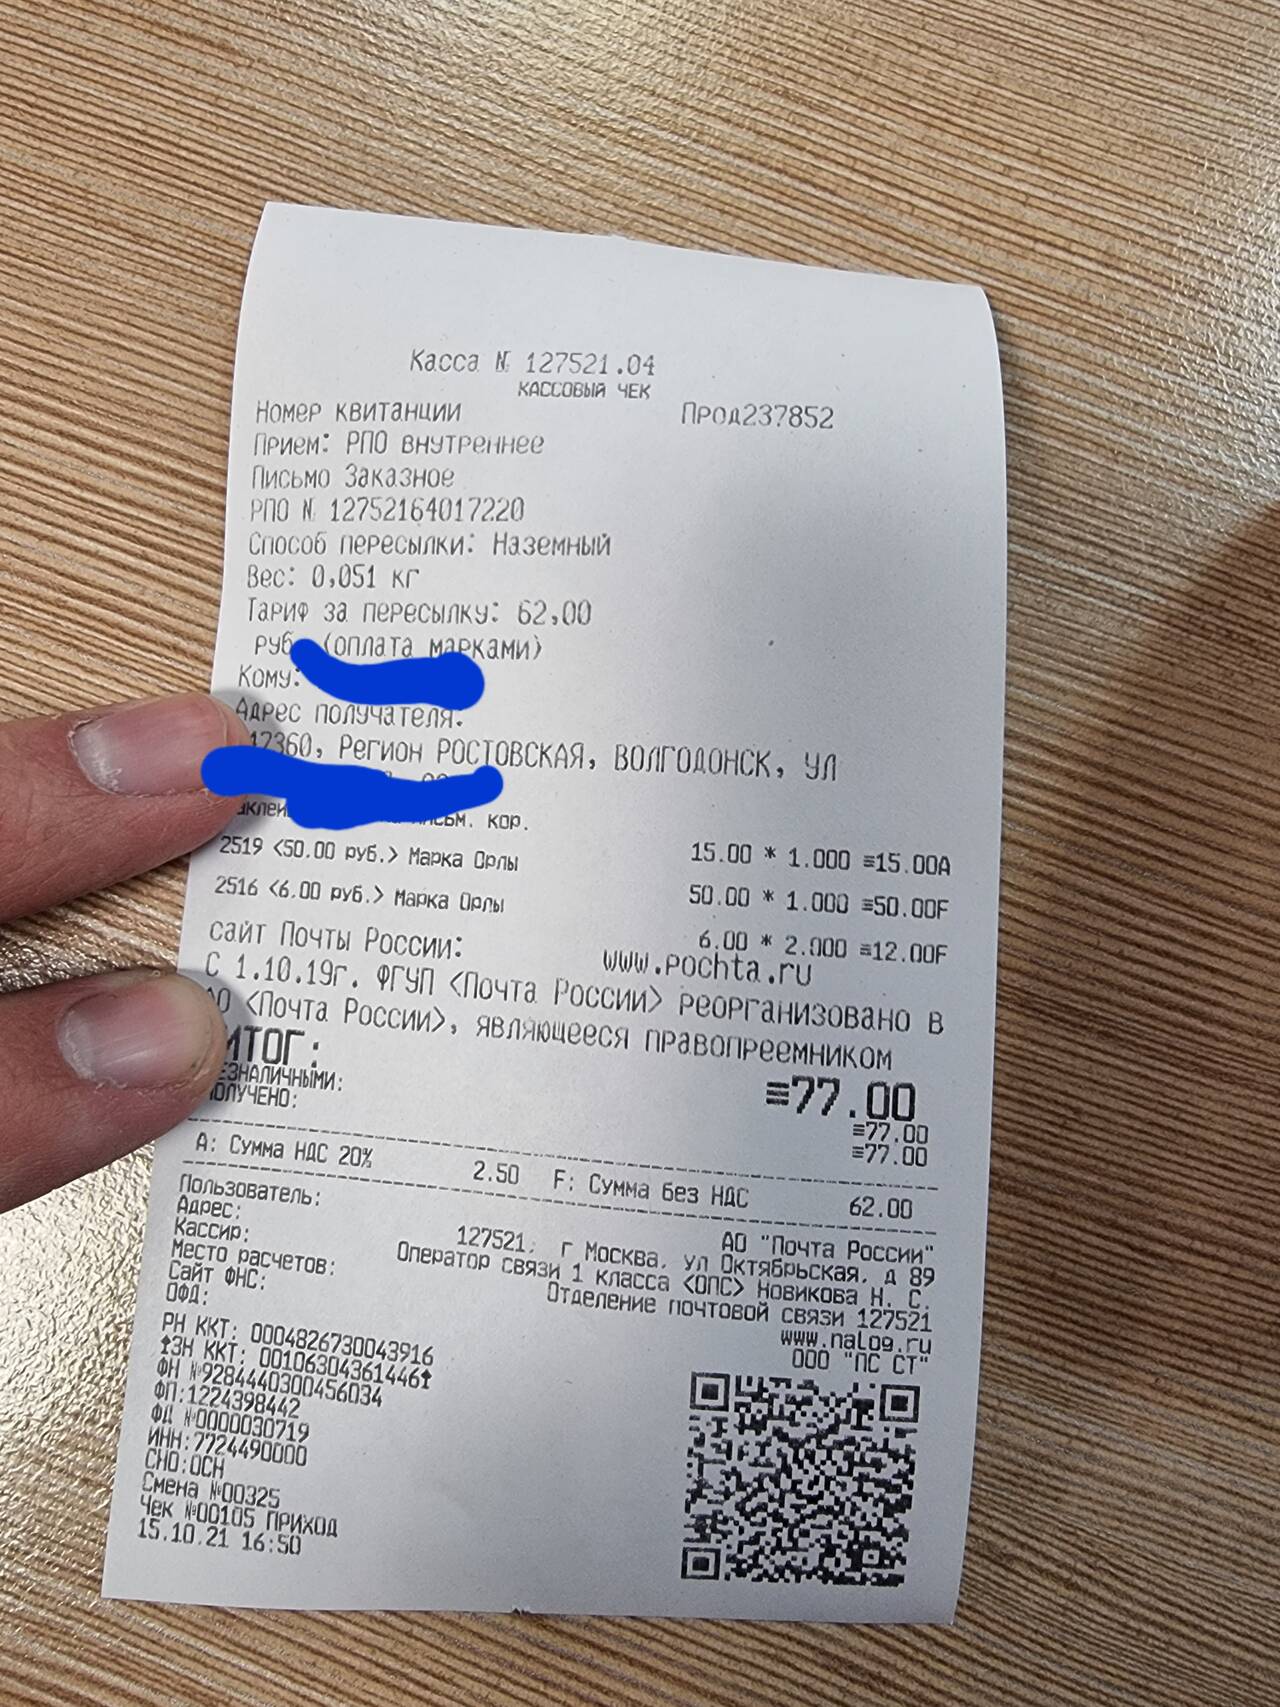 Касса № 127521.04
КАССОВЫЙ ЧЕК
Номер квитанции Прод237852
Прием: РПО внутреннее
Письмо Заказное
РПО № 12752164017220
Способ пересылки: Наземный
Вес: 0,051 кг
Тариф за пересылку: 62,00
руб (оплата марками)
Кому:
Адрес получателя:
17360, Регион РОСТОВСКАЯ, ВОЛГОДОНСК, УЛ
кор.
15.00 * 1.000 ≡15.00А
2519 <50.00 руб.> Марка Орлы
50.00 * 1.000 ≡50.00F
2516 <6.00 руб.> Марка Орлы
6.00 * 2.000 ≡12.00F
сайт Почты России: www.pochta.ru
С 1.10.19г. ФГУП <Почта России> реорганизовано в
АО <Почта России>, являющееся правопреемником
ИТОГ: ≡77.00
БЕЗНАЛИЧНЫМИ: ≡77.00
ПОЛУЧЕНО: ≡77.00
А: Сумма НДС 20% 2.50 F: Сумма без НДС 62.00
Пользователь: АО "Почта России"
Адрес: 127521, г Москва, ул Октябрьская, д 89
Кассир: Оператор связи 1 класса <ОПС> Новикова Н. С.
Место расчетов: Отделение почтовой связи 127521
Сайт ФНС: www.nalog.ru
ОФД: ООО "ПС СТ"
РН ККТ: 0004826730043916
ЗН ККТ: 00106304361446
ФН №9284440300456034
ФП:1224398442
ФД №0000030719
ИНН:7724490000
СНО:ОСН
Смена №00325
Чек №00105 ПРИХОД
15.10.21 16:50